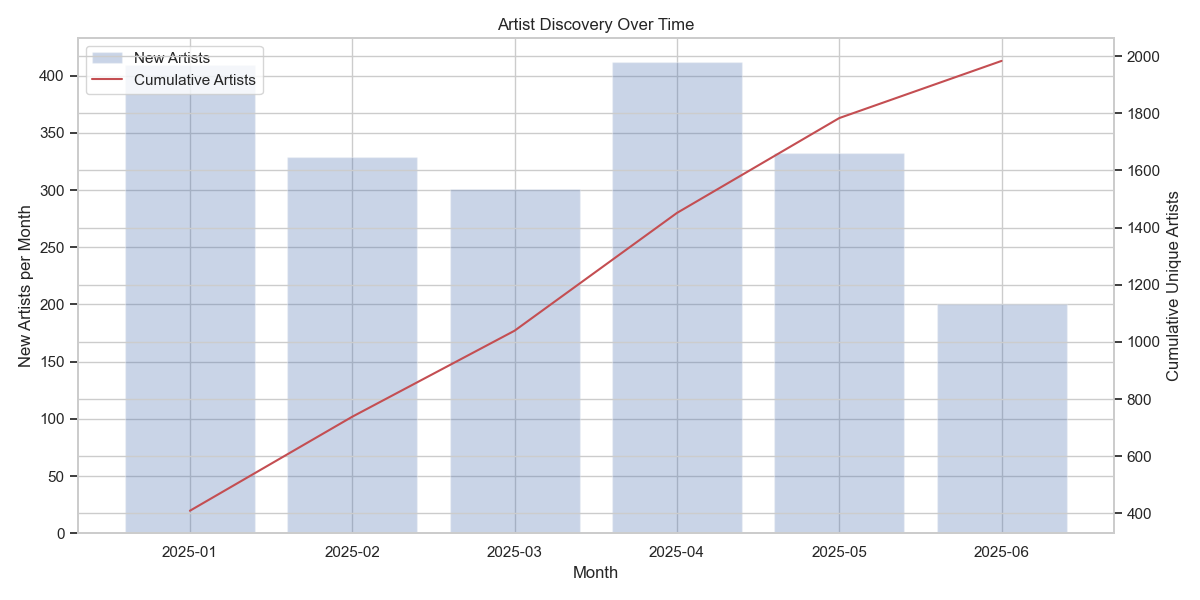 Artist Discovery Over Time
New Artists
Cumulative Artists
New Artists per Month
400
350
300
250
200
150
100
50
0
2000
1800
1600
1400
1200
1000
800
600
400
Cumulative Unique Artists
2025-01 2025-02 2025-03 2025-04 2025-05 2025-06
Month